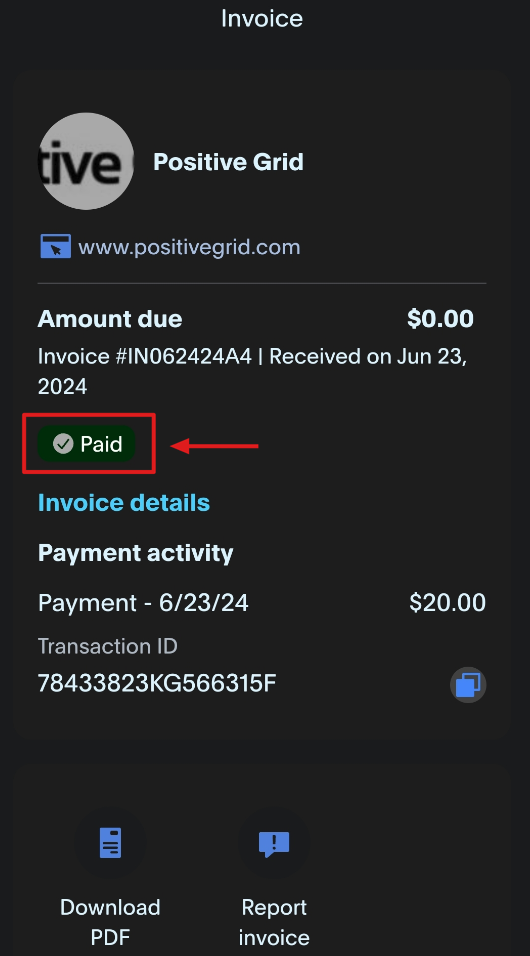 Invoice
tive
Positive Grid
www.positivegrid.com
Amount due $0.00
Invoice #IN062424A4 | Received on Jun 23,
2024
Paid
Invoice details
Payment activity
Payment - 6/23/24 $20.00
Transaction ID
78433823KG566315F
Download
PDF
Report
invoice